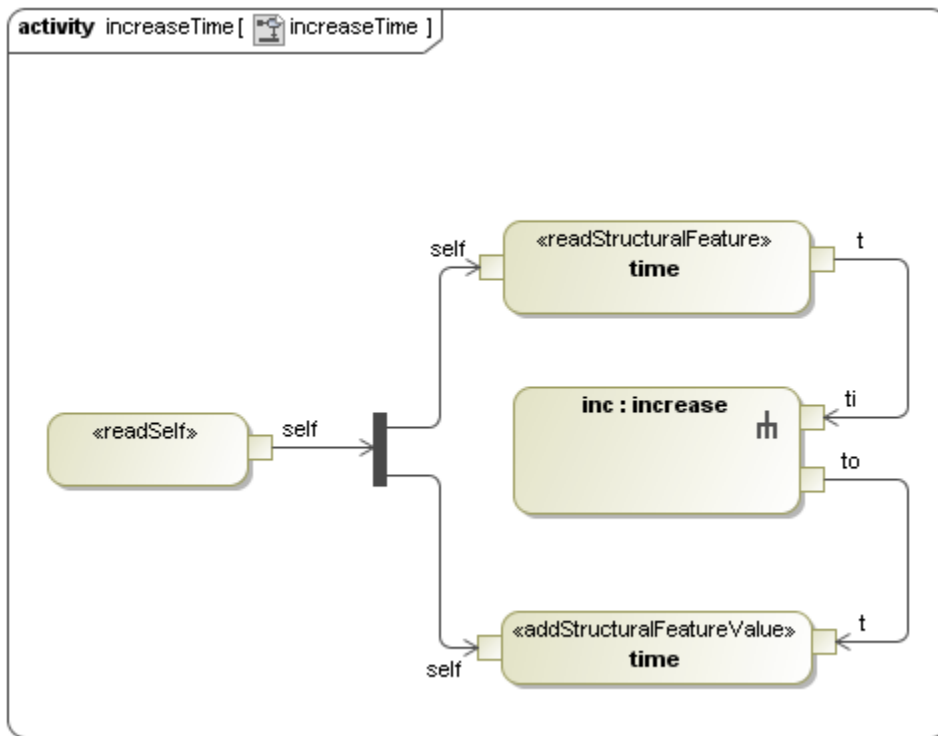 activity increaseTime [ increaseTime ]
«readStructuralFeature»
time
self
t
inc : increase
ti
to
«readSelf»
self
«addStructuralFeatureValue»
time
self
t